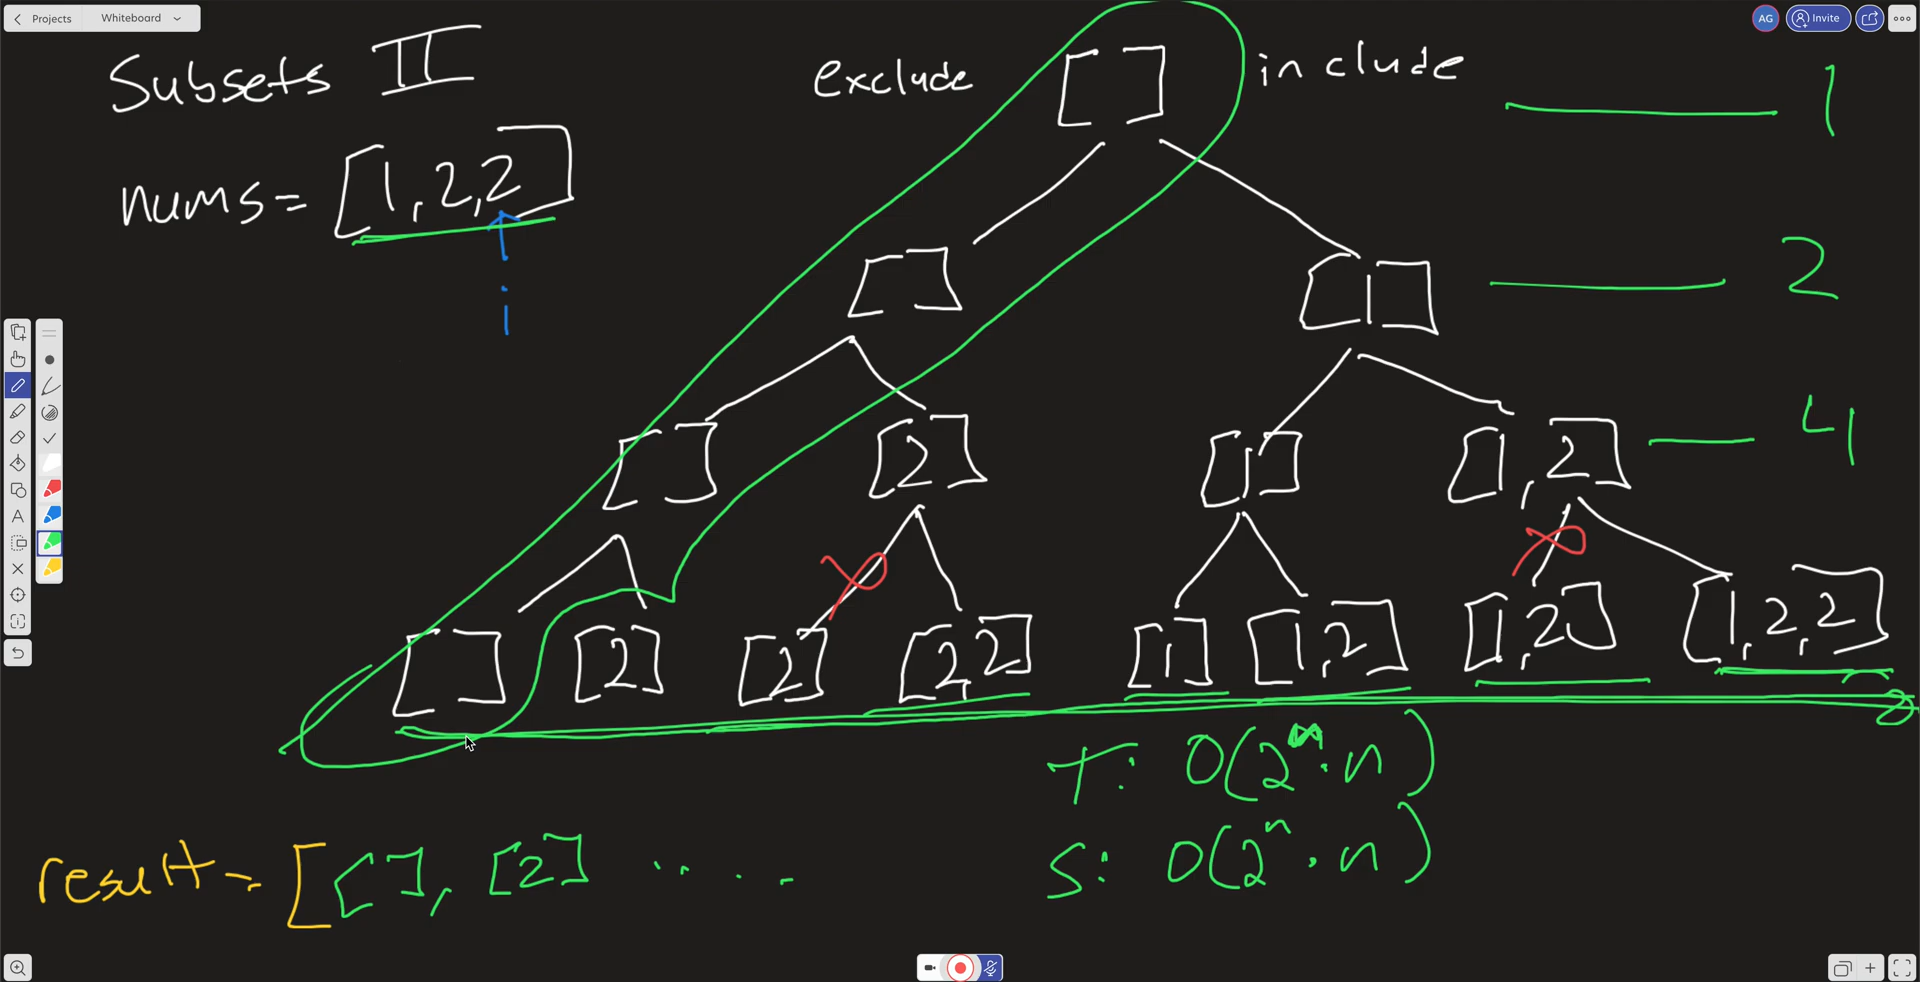 Projects
Whiteboard
AG
Invite
Subsets II
exclude
[ ]
include
1
nums= [1,2,2]
i
[ ]
[1]
2
[ ]
[2]
[1]
[1,2]
4
[ ]
[2]
[2]
[2,2]
[1]
[1,2]
[1,2]
[1,2,2]
8
T: O(2^n · n)
S: O(2^n · n)
result = [ [ ], [2] . . . .
A